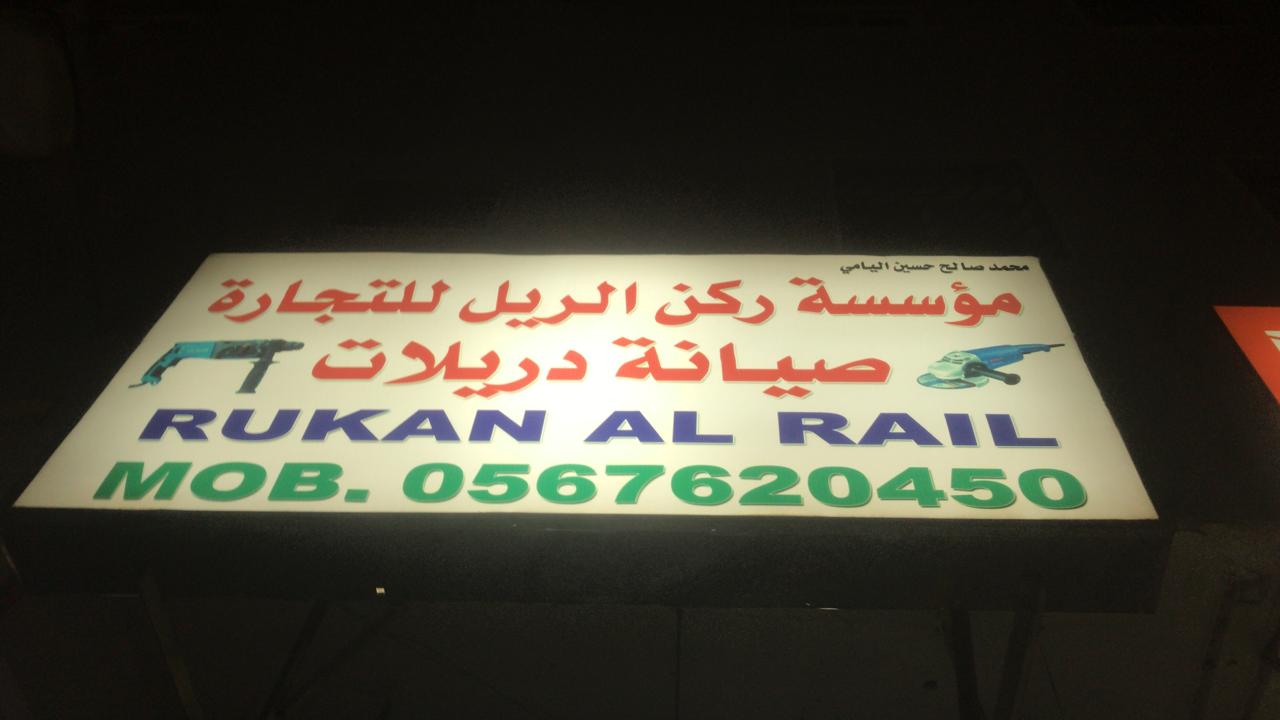 محمد صالح حسين اليامي
مؤسسة ركن الريل للتجارة
صيانة دريلات
RUKAN AL RAIL
MOB. 0567620450